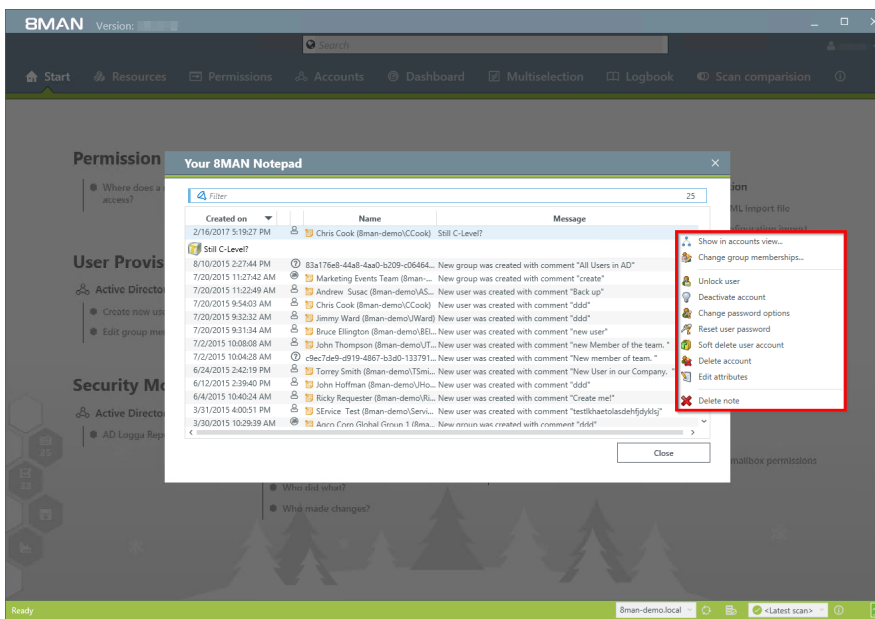 8MAN Version:
Search
Start Resources Permissions Accounts Dashboard Multiselection Logbook Scan comparision
Permission
Where does a
access?
ion
ML import file
User Provis
Active Directo
Create new use
Edit group me
Security Mo
Active Directo
AD Logga Rep
mailbox permissions
Who did what?
Who made changes?
25
33
Your 8MAN Notepad
Filter 25
Created on Name Message
2/16/2017 5:19:27 PM Chris Cook (8man-demo\CCook) Still C-Level?
Still C-Level?
8/10/2015 2:27:44 PM 83a176e8-44a8-4aa0-b209-c06464... New group was created with comment "All Users in AD"
7/20/2015 11:27:42 AM Marketing Events Team (8man-... New group was created with comment "create"
7/20/2015 11:22:49 AM Andrew Susac (8man-demo\AS... New user was created with comment "Back up"
7/20/2015 9:54:03 AM Chris Cook (8man-demo\CCook) New user was created with comment "ddd"
7/20/2015 9:32:32 AM Jimmy Ward (8man-demo\JWard) New user was created with comment "ddd"
7/20/2015 9:31:34 AM Bruce Ellington (8man-demo\BEl... New user was created with comment "new user"
7/2/2015 10:08:08 AM John Thompson (8man-demo\JT... New user was created with comment "new Member of the team. "
7/2/2015 10:04:28 AM c9ec7de9-d919-4867-b3d0-133791... New user was created with comment "New member of team. "
6/24/2015 2:42:19 PM Torrey Smith (8man-demo\TSmi... New user was created with comment "New User in our Company. "
6/12/2015 2:39:40 PM John Hoffman (8man-demo\JHo... New user was created with comment "ddd"
6/4/2015 10:40:24 AM Ricky Requester (8man-demo\Ri... New user was created with comment "Create me!"
3/31/2015 4:00:51 PM SErvice Test (8man-demo\Servi... New user was created with comment "testlkhaetolasdehfjdyklsj"
3/30/2015 10:29:39 AM Agco Corp Global Group 1 (8ma... New group was created with comment "ddd"
Close
Show in accounts view...
Change group memberships...
Unlock user
Deactivate account
Change password options
Reset user password
Soft delete user account
Delete account
Edit attributes
Delete note
Ready 8man-demo.local <Latest scan>